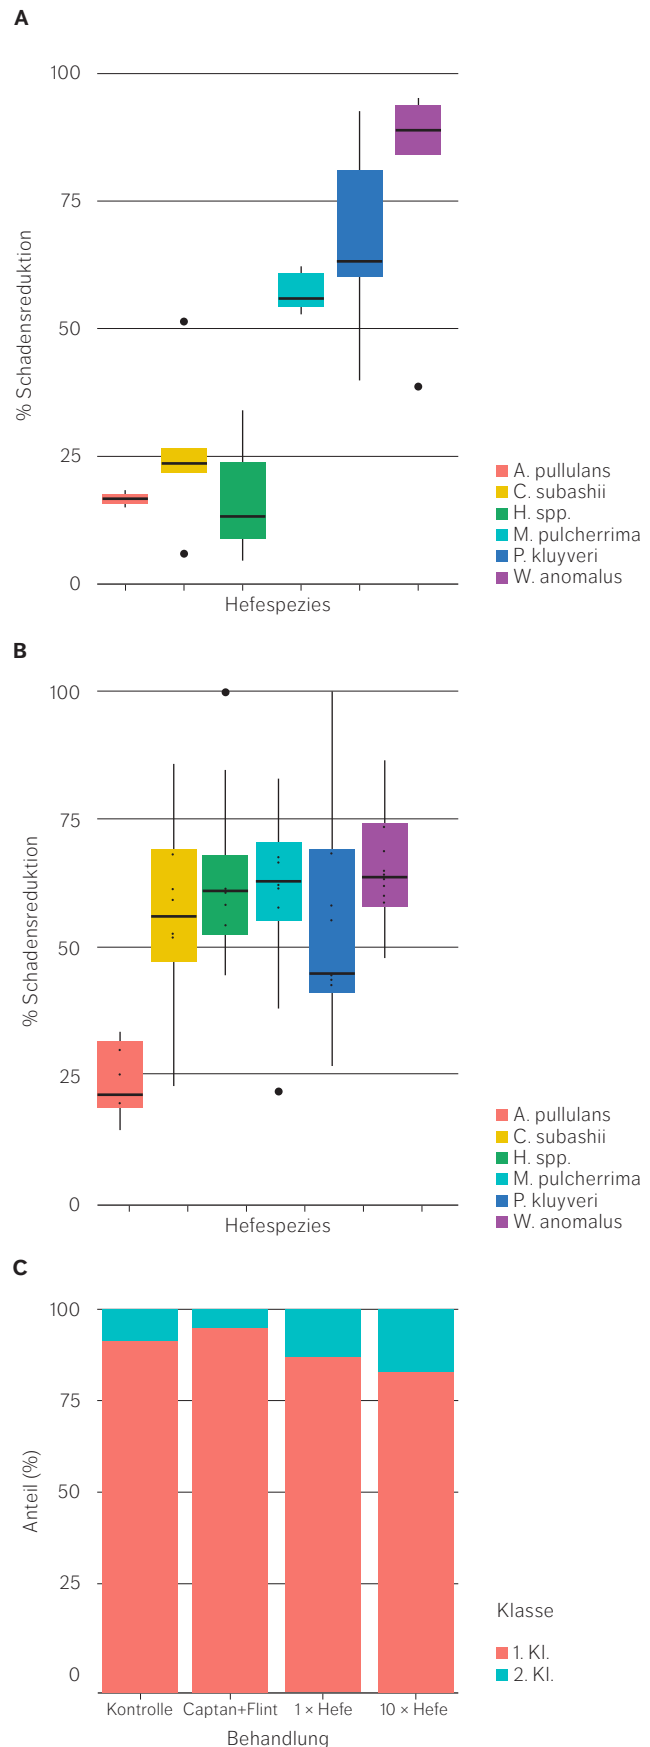 A
100
75
50
25
0
% Schadensreduktion
Hefespezies
A. pullulans
C. subashii
H. spp.
M. pulcherrima
P. kluyveri
W. anomalus
B
100
75
50
25
0
% Schadensreduktion
Hefespezies
A. pullulans
C. subashii
H. spp.
M. pulcherrima
P. kluyveri
W. anomalus
C
100
75
50
25
0
Anteil (%)
Kontrolle Captan+Flint 1 × Hefe 10 × Hefe
Behandlung
Klasse
1. Kl.
2. Kl.